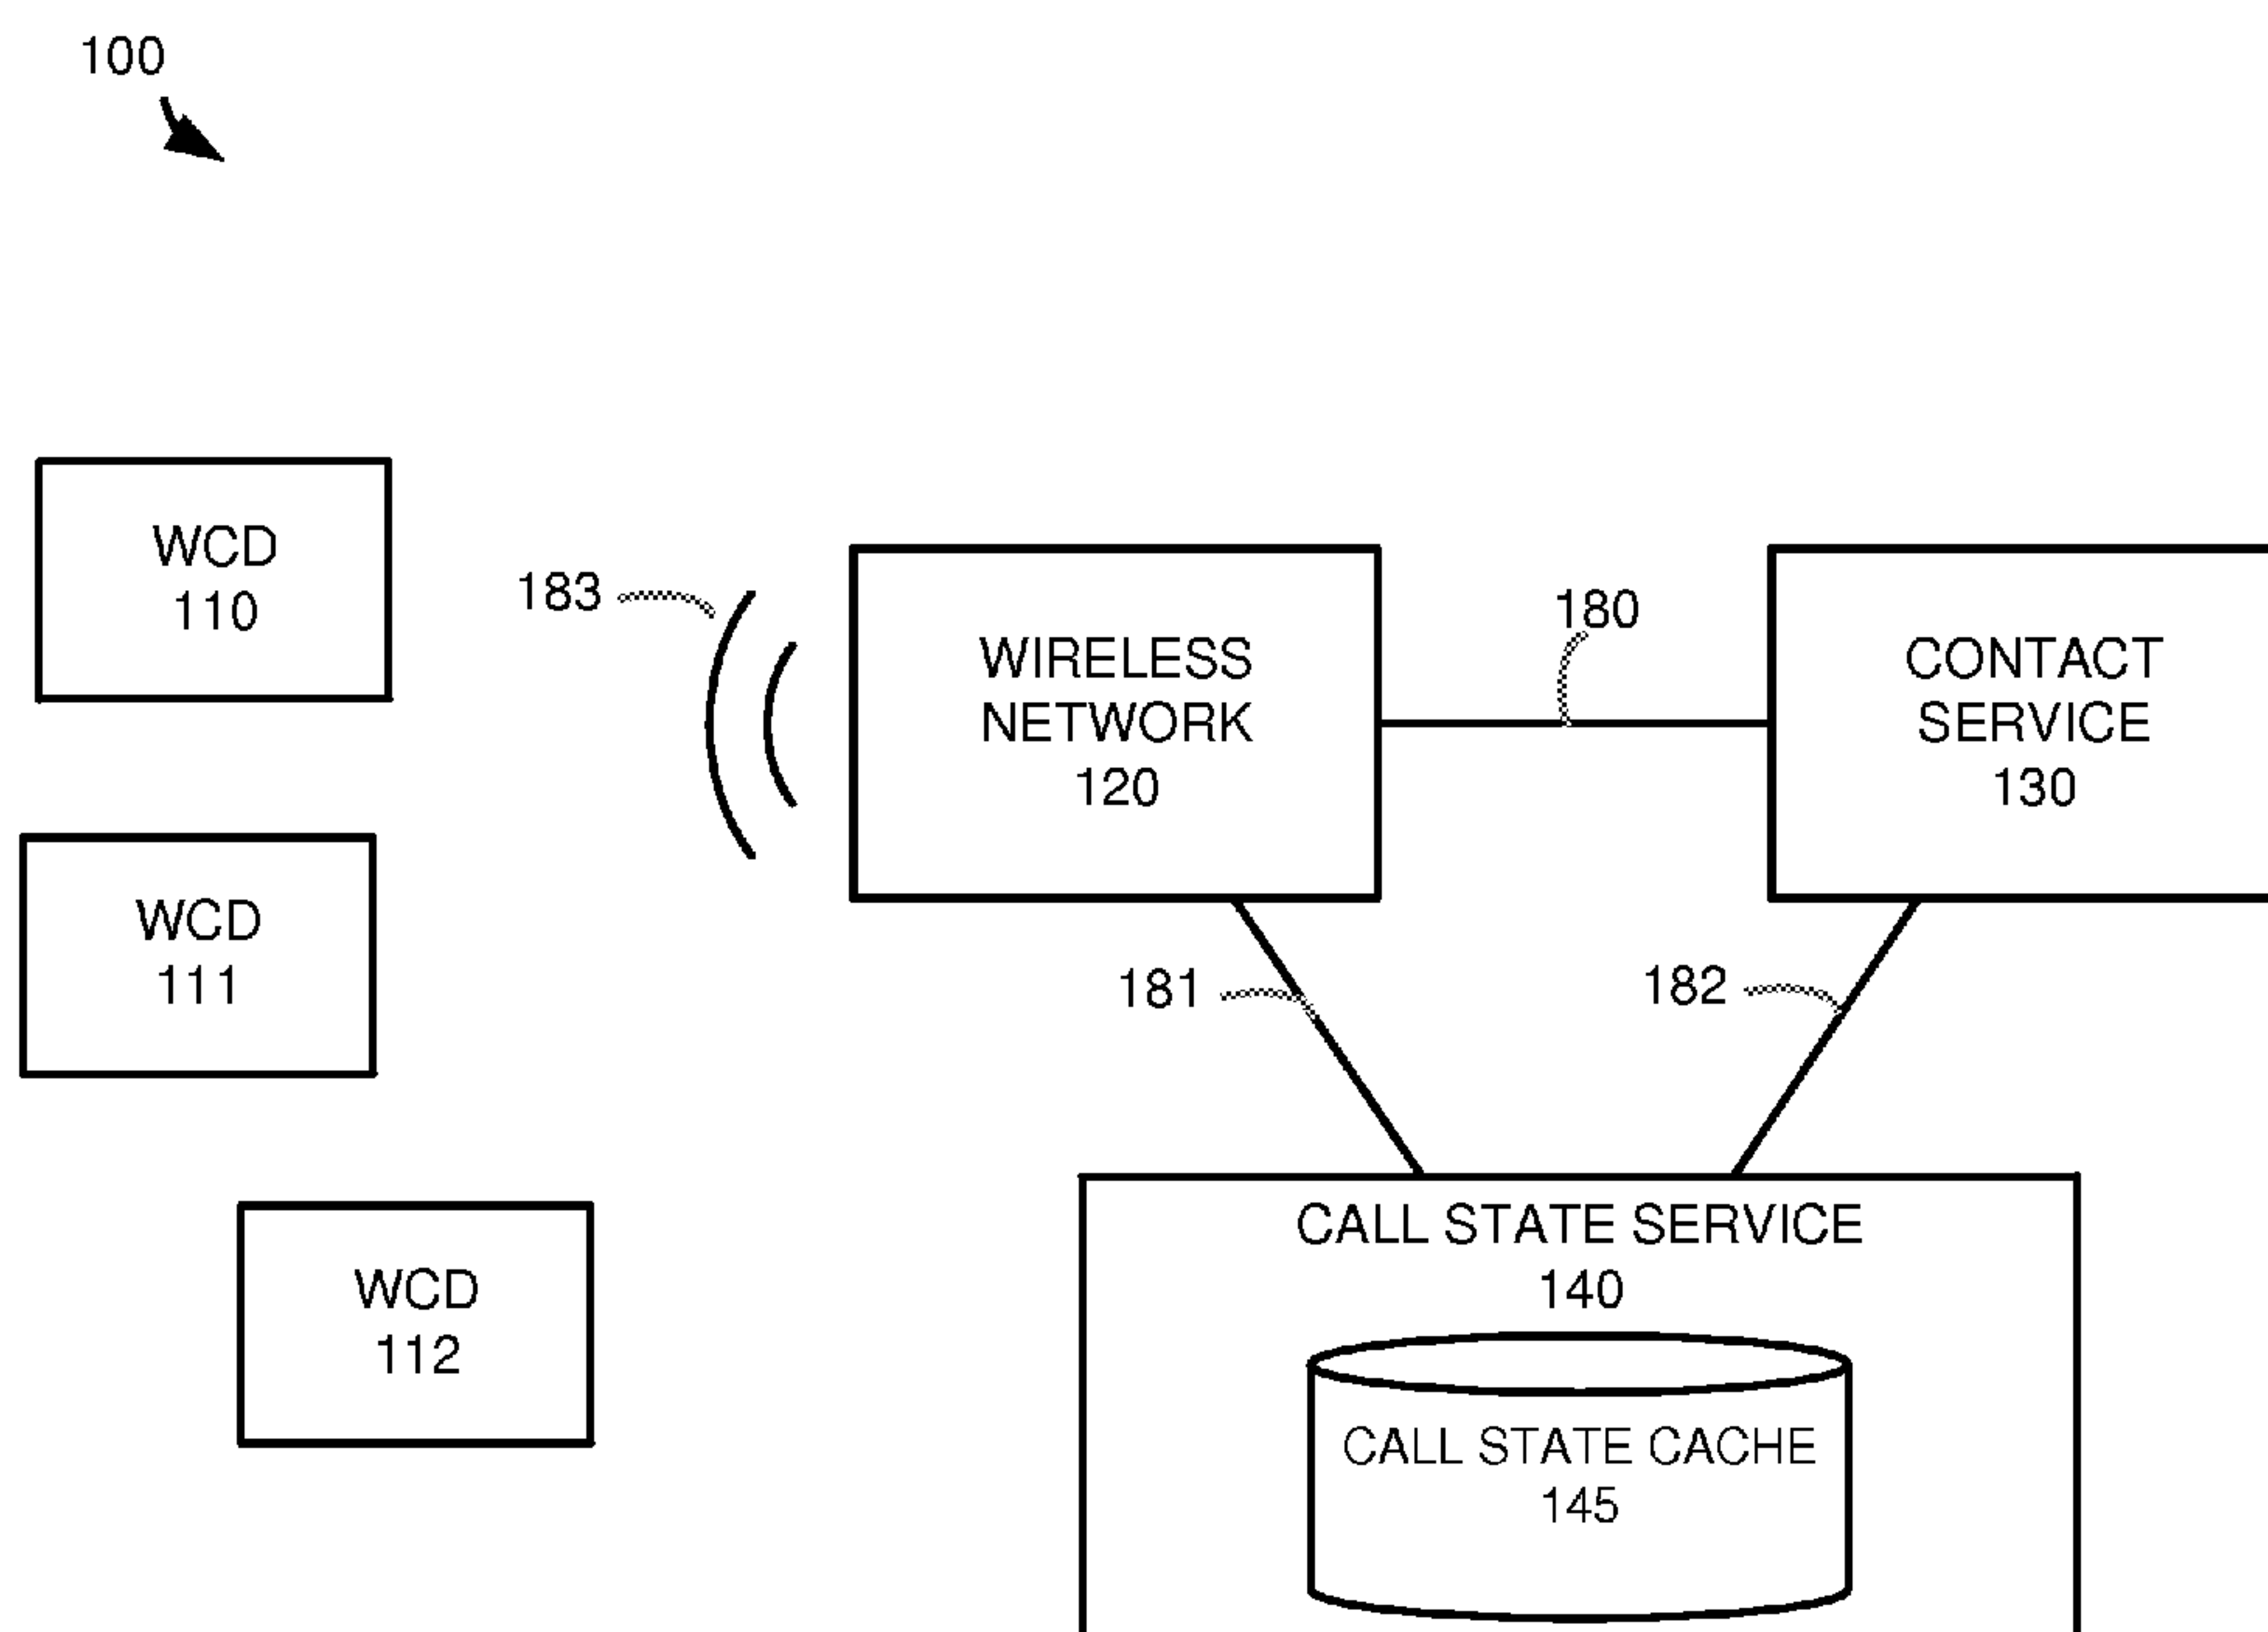 100
WCD
110
183
WIRELESS
NETWORK
120
180
CONTACT
SERVICE
130
WCD
111
181
182
WCD
112
CALL STATE SERVICE
140
CALL STATE CACHE
145